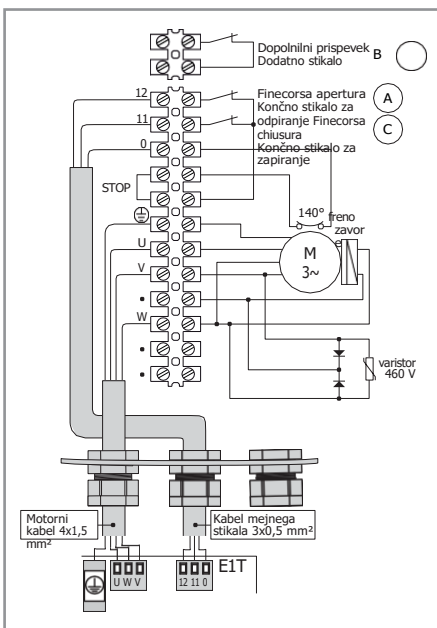 Dopolnilni prispevek
Dodatno stikalo
B
12
Finecorsa apertura
A
Končno stikalo za
11
odpiranje Finecorsa
C
chiusura
0
Končno stikalo za
zapiranje
STOP
140°
freno
zavore
U
M
3~
V
•
W
•
•
varistor
460 V
Motorni
kabel 4x1,5
mm²
Kabel mejnega
stikala 3x0,5 mm²
E1T
U W V
12 11 0